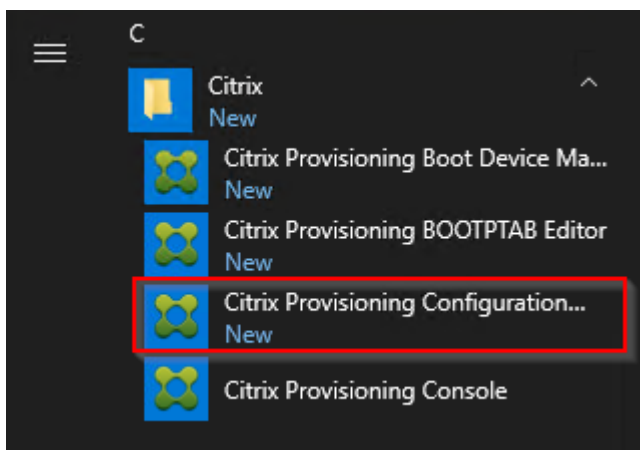 C
Citrix
New
Citrix Provisioning Boot Device Ma...
New
Citrix Provisioning BOOTPTAB Editor
New
Citrix Provisioning Configuration...
New
Citrix Provisioning Console